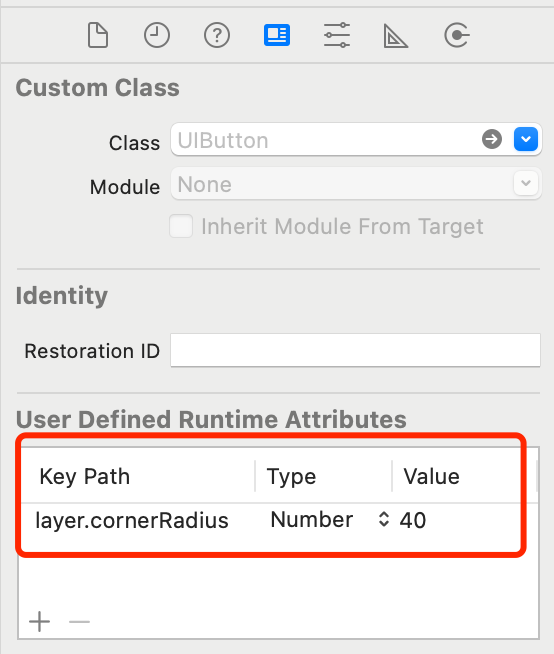 Custom Class
Class UIButton
Module None
Inherit Module From Target
Identity
Restoration ID
User Defined Runtime Attributes
Key Path Type Value
layer.cornerRadius Number 40